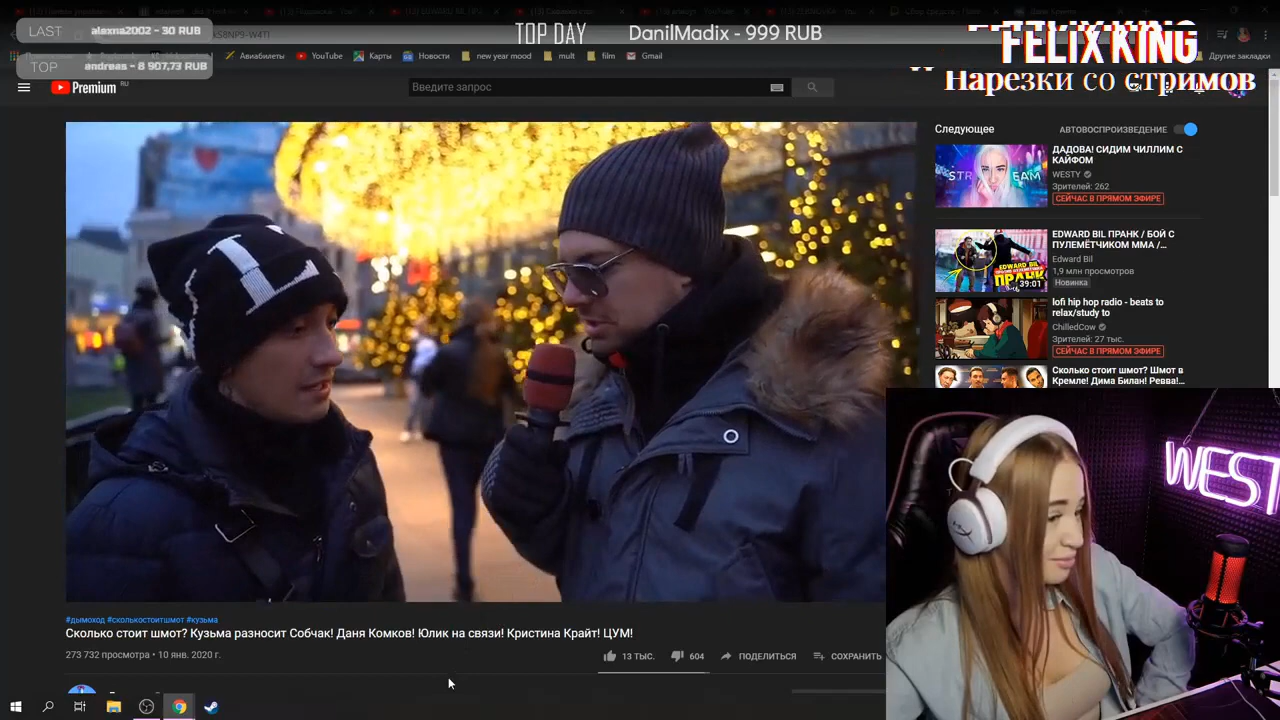 LAST alexna2002 - 30 RUB
TOP andreas - 8 907,73 RUB
TOP DAY DanilMadix - 999 RUB
FELIX KING
Нарезки со стримов
Авиабилеты YouTube Карты Новости new year mood mult film Gmail Другие закладки
Premium RU
Введите запрос
Следующее АВТОВОСПРОИЗВЕДЕНИЕ
ДАДОВА! СИДИМ ЧИЛЛИМ С
КАЙФОМ
WESTY
Зрителей: 262
СЕЙЧАС В ПРЯМОМ ЭФИРЕ
EDWARD BIL ПРАНК / БОЙ С
ПУЛЕМЁТЧИКОМ ММА /...
Edward Bil
1,9 млн просмотров
Новинка
EDWARD BIL
ПРАНК
39:01
lofi hip hop radio - beats to
relax/study to
ChilledCow
Зрителей: 27 тыс.
СЕЙЧАС В ПРЯМОМ ЭФИРЕ
Сколько стоит шмот? Шмот в
Кремле! Дима Билан! Ревва!...
WEST
#дымоход #сколькостоитшмот #кузьма
Сколько стоит шмот? Кузьма разносит Собчак! Даня Комков! Юлик на связи! Кристина Крайт! ЦУМ!
273 732 просмотра • 10 янв. 2020 г.
13 ТЫС. 604 ПОДЕЛИТЬСЯ СОХРАНИТЬ